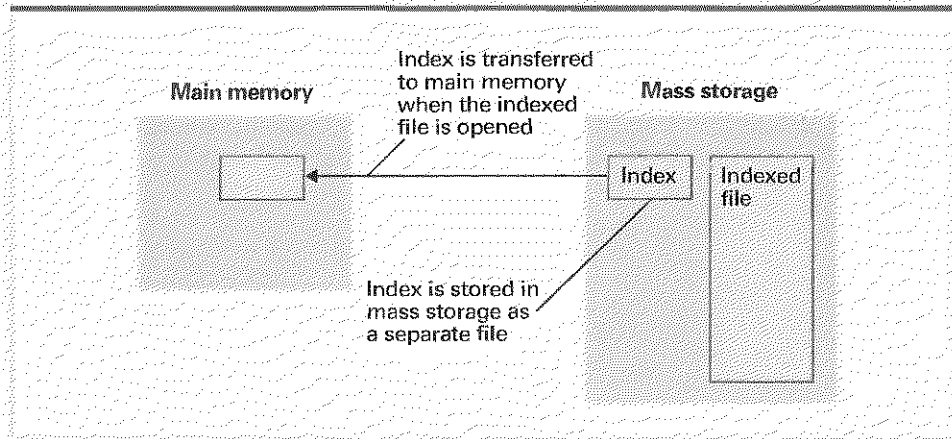 Index is transferred
to main memory
when the indexed
file is opened
Main memory
Mass storage
Index
Indexed
file
Index is stored in
mass storage as
a separate file